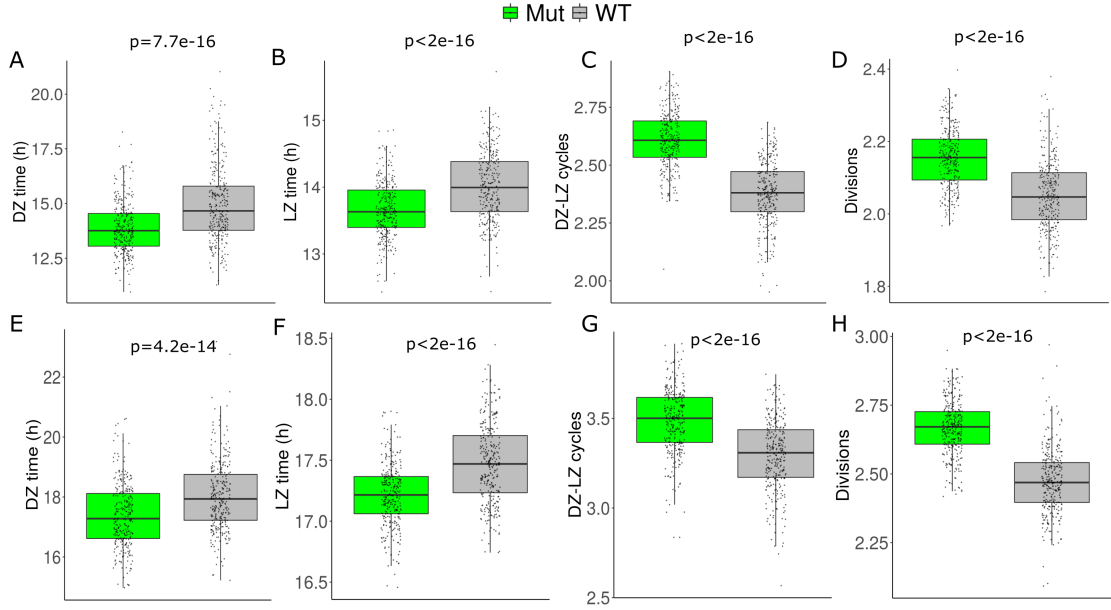 Mut WT
p=7.7e-16
p<2e-16
p<2e-16
p<2e-16
A
B
C
D
DZ time (h)
20.0
17.5
15.0
12.5
LZ time (h)
15
14
13
DZ-LZ cycles
2.75
2.50
2.25
2.00
Divisions
2.4
2.2
2.0
1.8
E
F
G
H
p=4.2e-14
p<2e-16
p<2e-16
p<2e-16
DZ time (h)
22
20
18
16
LZ time (h)
18.5
18.0
17.5
17.0
16.5
DZ-LZ cycles
4.0
3.5
3.0
2.5
Divisions
3.00
2.75
2.50
2.25